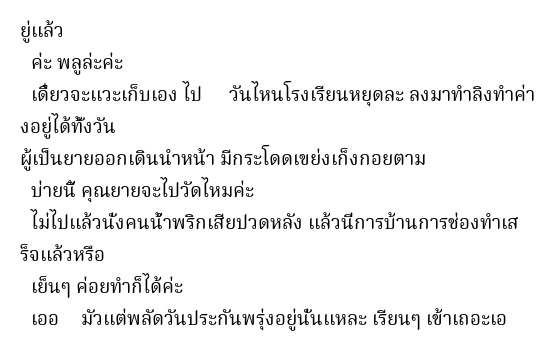 ยู่แล้ว
ค่ะ พลูล่ะค่ะ
เดี๋ยวจะแวะเก็บเอง ไป วันไหนโรงเรียนหยุดละ ลงมาทำลิงทำค่า
งอยู่ได้ทั้งวัน
ผู้เป็นยายออกเดินนำหน้า มีกระโดดเขย่งเก็งกอยตาม
บ่ายนี้ คุณยายจะไปวัดไหมค่ะ
ไม่ไปแล้วนั่งคนน้ำพริกเสียปวดหลัง แล้วนี่การบ้านการช่องทำเส
ร็จแล้วหรือ
เย็นๆ ค่อยทำก็ได้ค่ะ
เออ มัวแต่พลัดวันประกันพรุ่งอยู่นั่นแหละ เรียนๆ เข้าเถอะเอ